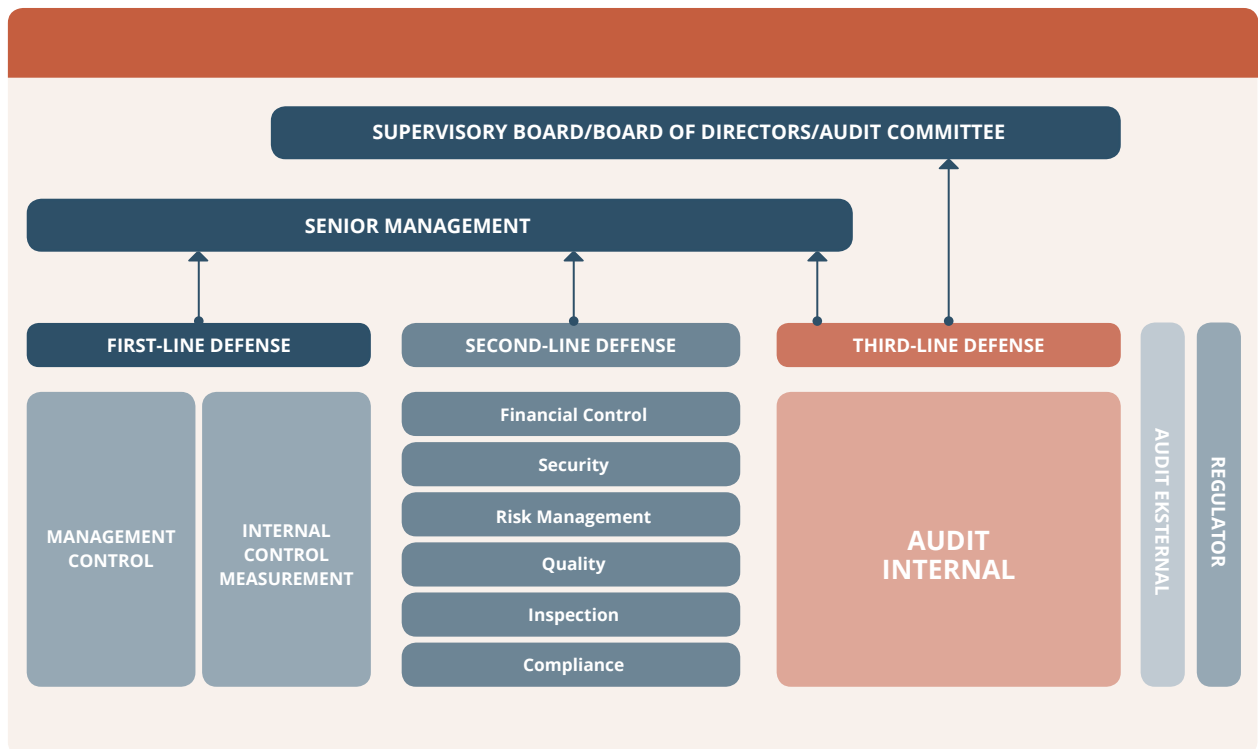 SUPERVISORY BOARD/BOARD OF DIRECTORS/AUDIT COMMITTEE
SENIOR MANAGEMENT
FIRST-LINE DEFENSE
SECOND-LINE DEFENSE
THIRD-LINE DEFENSE
MANAGEMENT
CONTROL
INTERNAL
CONTROL
MEASUREMENT
Financial Control
Security
Risk Management
Quality
Inspection
Compliance
AUDIT
INTERNAL
AUDIT EKSTERNAL
REGULATOR